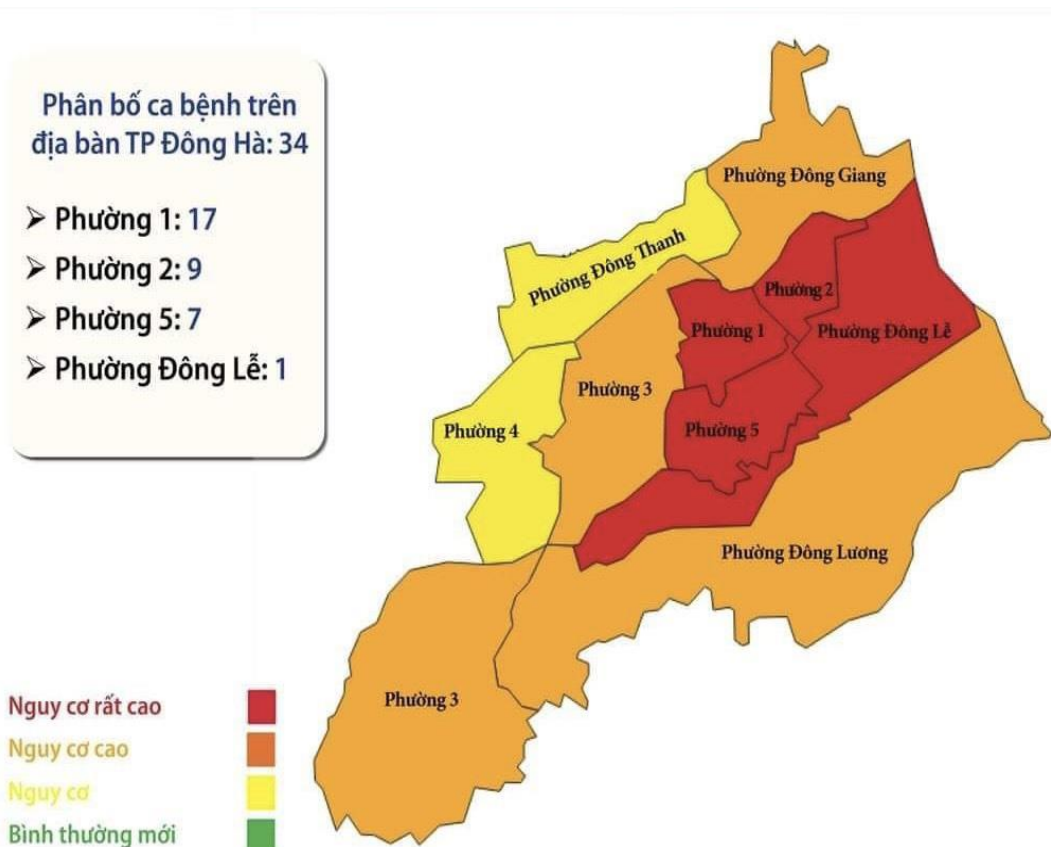 Phân bố ca bệnh trên
địa bàn TP Đông Hà: 34
➢ Phường 1: 17
➢ Phường 2: 9
➢ Phường 5: 7
➢ Phường Đông Lễ: 1
Phường Đông Giang
Phường Đông Thanh
Phường 2
Phường 1
Phường Đông Lễ
Phường 3
Phường 4
Phường 5
Phường Đông Lương
Phường 3
Nguy cơ rất cao
Nguy cơ cao
Nguy cơ
Bình thường mới